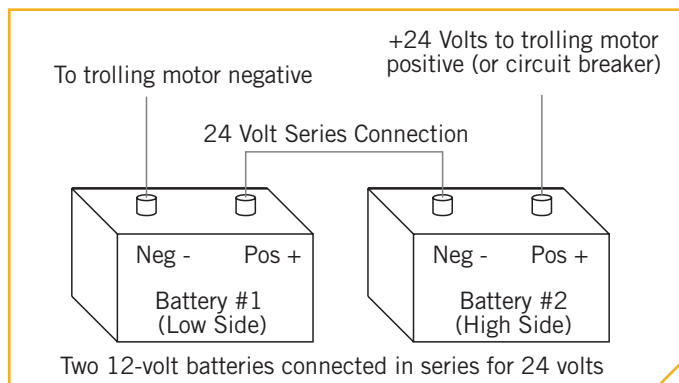 +24 Volts to trolling motor
positive (or circuit breaker)
To trolling motor negative
24 Volt Series Connection
Neg -
Pos +
Battery #1
(Low Side)
Neg -
Pos +
Battery #2
(High Side)
Two 12-volt batteries connected in series for 24 volts